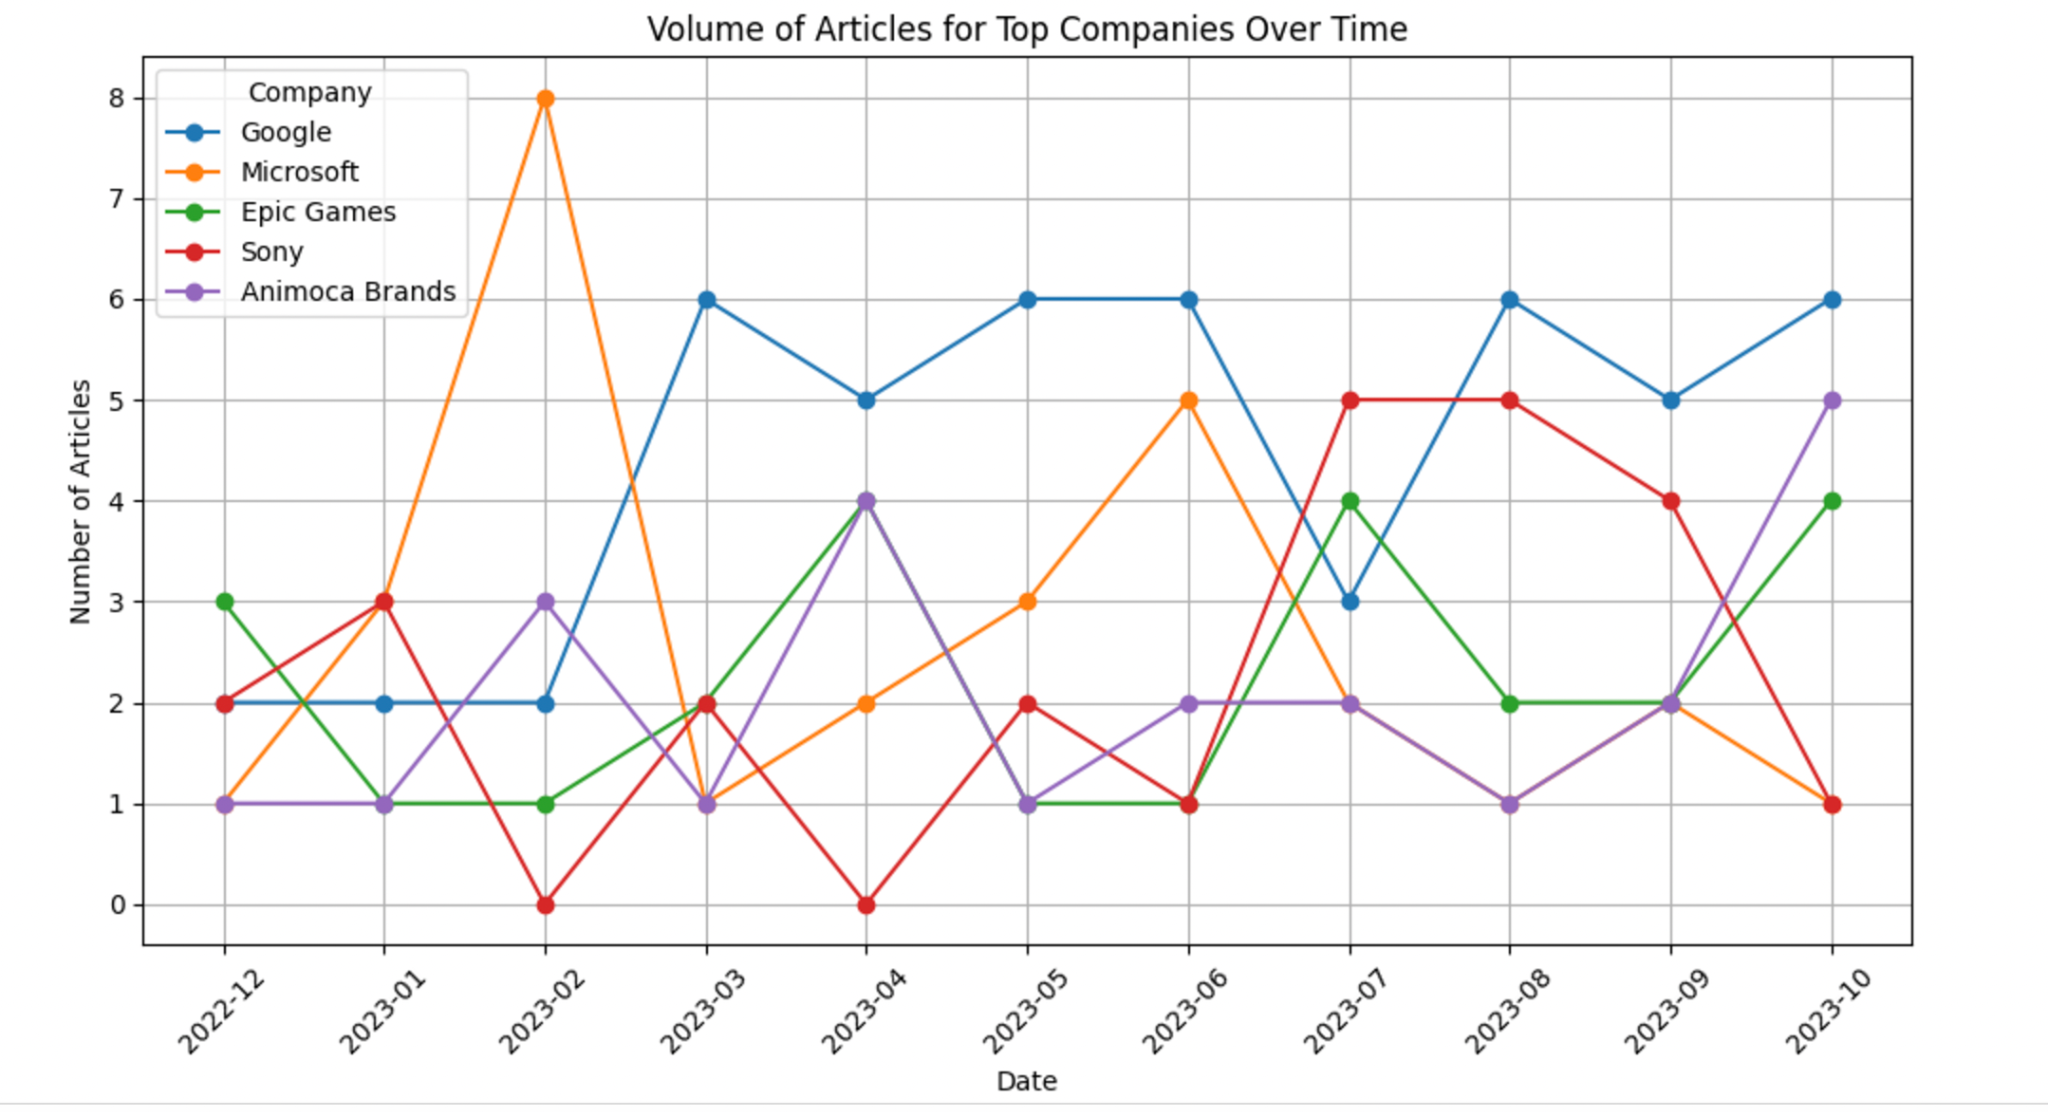 Volume of Articles for Top Companies Over Time
Company
Google
Microsoft
Epic Games
Sony
Animoca Brands
Number of Articles
8
7
6
5
4
3
2
1
0
2022-12
2023-01
2023-02
2023-03
2023-04
2023-05
2023-06
2023-07
2023-08
2023-09
2023-10
Date